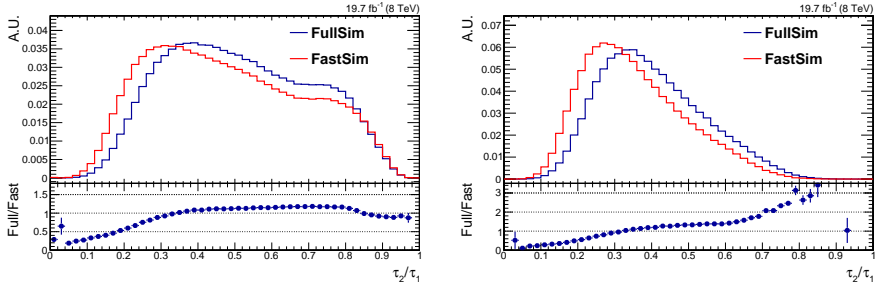 19.7 fb⁻¹ (8 TeV)
A.U.
0.04
0.035
0.03
0.025
0.02
0.015
0.01
0.005
0
FullSim
FastSim
Full/Fast
1.5
1
0.5
0
0 0.1 0.2 0.3 0.4 0.5 0.6 0.7 0.8 0.9 1
τ₂/τ₁
19.7 fb⁻¹ (8 TeV)
A.U.
0.07
0.06
0.05
0.04
0.03
0.02
0.01
0
FullSim
FastSim
Full/Fast
3
2
1
0
0 0.1 0.2 0.3 0.4 0.5 0.6 0.7 0.8 0.9 1
τ₂/τ₁